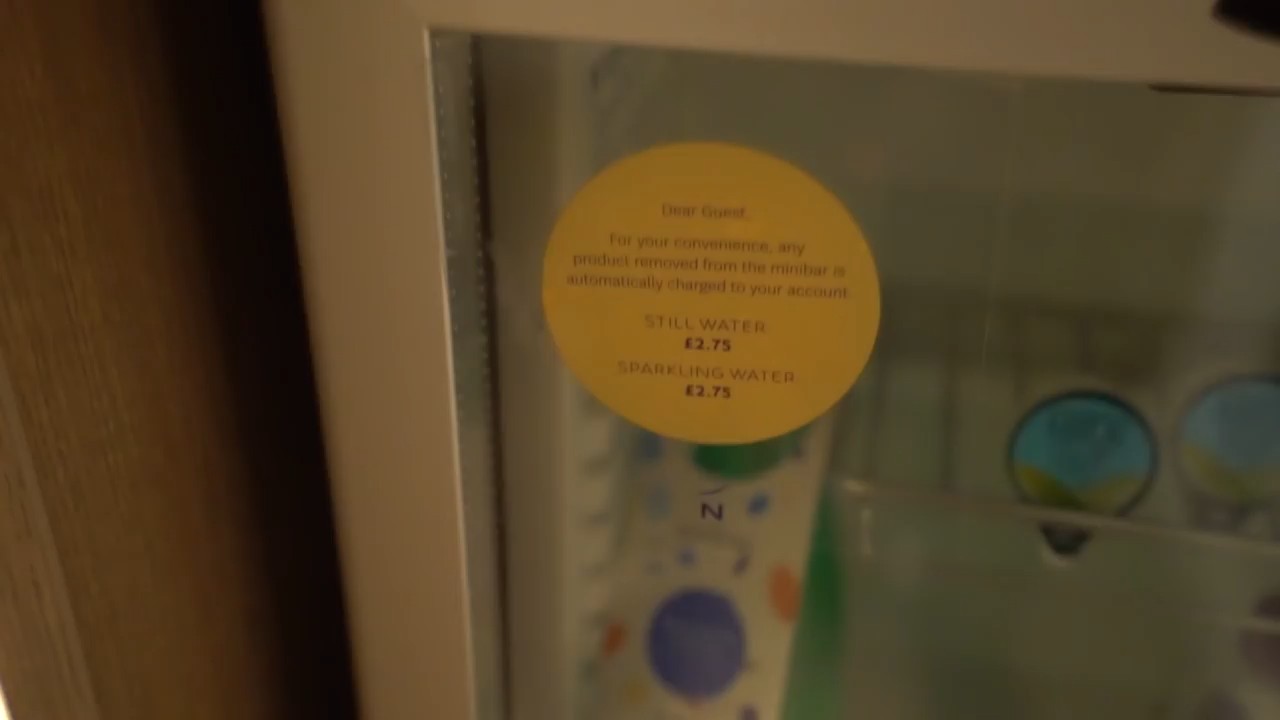 Dear Guest,
For your convenience, any
product removed from the minibar is
automatically charged to your account.
STILL WATER
£2.75
SPARKLING WATER
£2.75